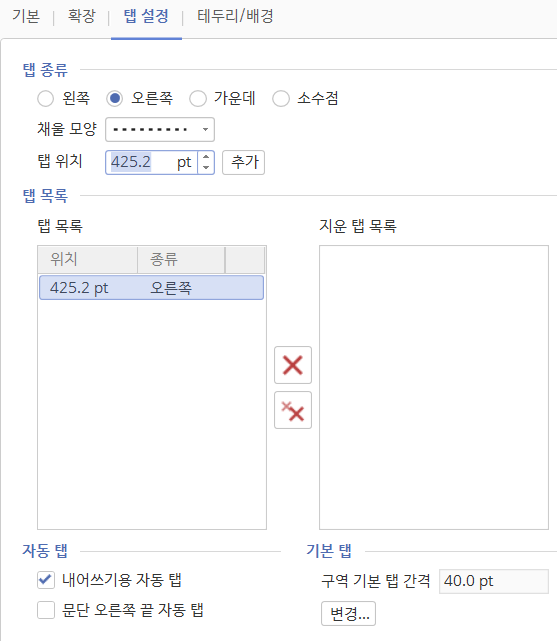 기본 확장 탭 설정 테두리/배경
탭 종류
왼쪽 오른쪽 가운데 소수점
채울 모양
탭 위치 425.2 pt 추가
탭 목록
탭 목록 지운 탭 목록
위치 종류
425.2 pt 오른쪽
자동 탭 기본 탭
내어쓰기용 자동 탭 구역 기본 탭 간격 40.0 pt
문단 오른쪽 끝 자동 탭 변경...